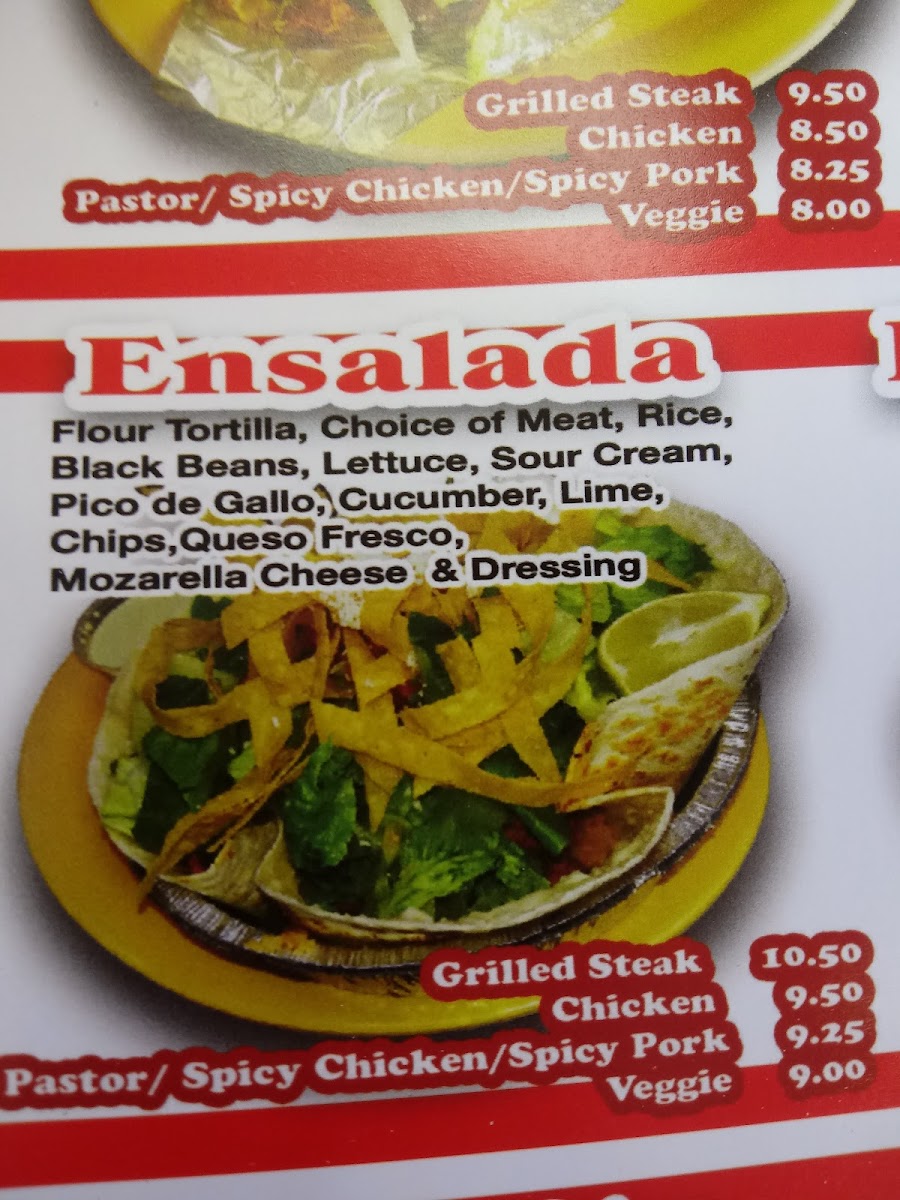 Grilled Steak 9.50
Chicken 8.50
Pastor/ Spicy Chicken/Spicy Pork 8.25
Veggie 8.00
Ensalada
Flour Tortilla, Choice of Meat, Rice,
Black Beans, Lettuce, Sour Cream,
Pico de Gallo, Cucumber, Lime,
Chips,Queso Fresco,
Mozarella Cheese & Dressing
Grilled Steak 10.50
Chicken 9.50
Pastor/ Spicy Chicken/Spicy Pork 9.25
Veggie 9.00